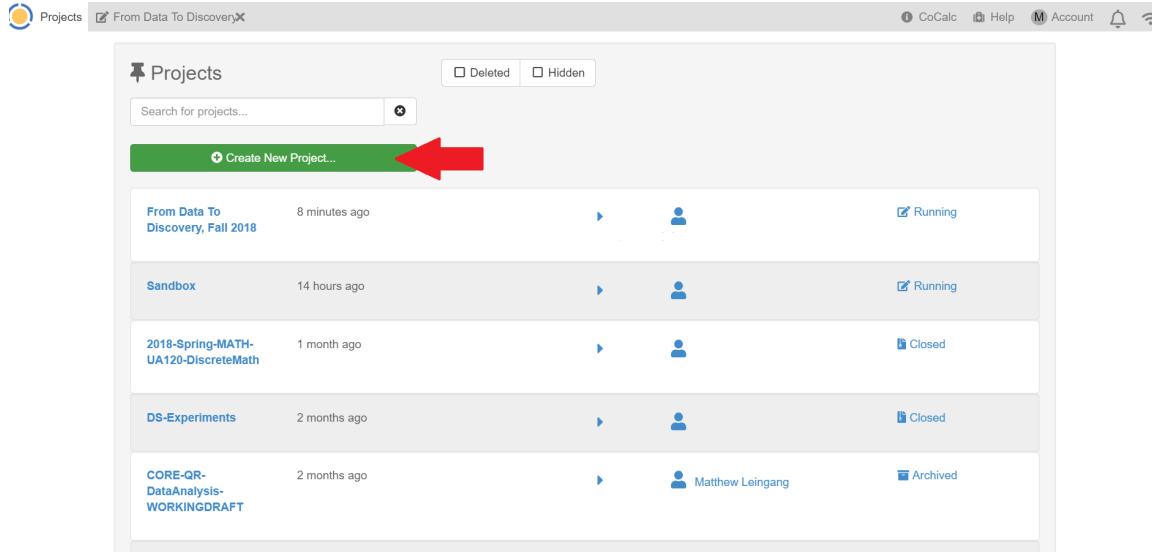 Projects From Data To Discovery CoCalc Help M Account
Projects Deleted Hidden
Search for projects...
Create New Project...
From Data To 8 minutes ago Running
Discovery, Fall 2018
Sandbox 14 hours ago Running
2018-Spring-MATH- 1 month ago Closed
UA120-DiscreteMath
DS-Experiments 2 months ago Closed
CORE-QR- 2 months ago Matthew Leingang Archived
DataAnalysis-
WORKINGDRAFT